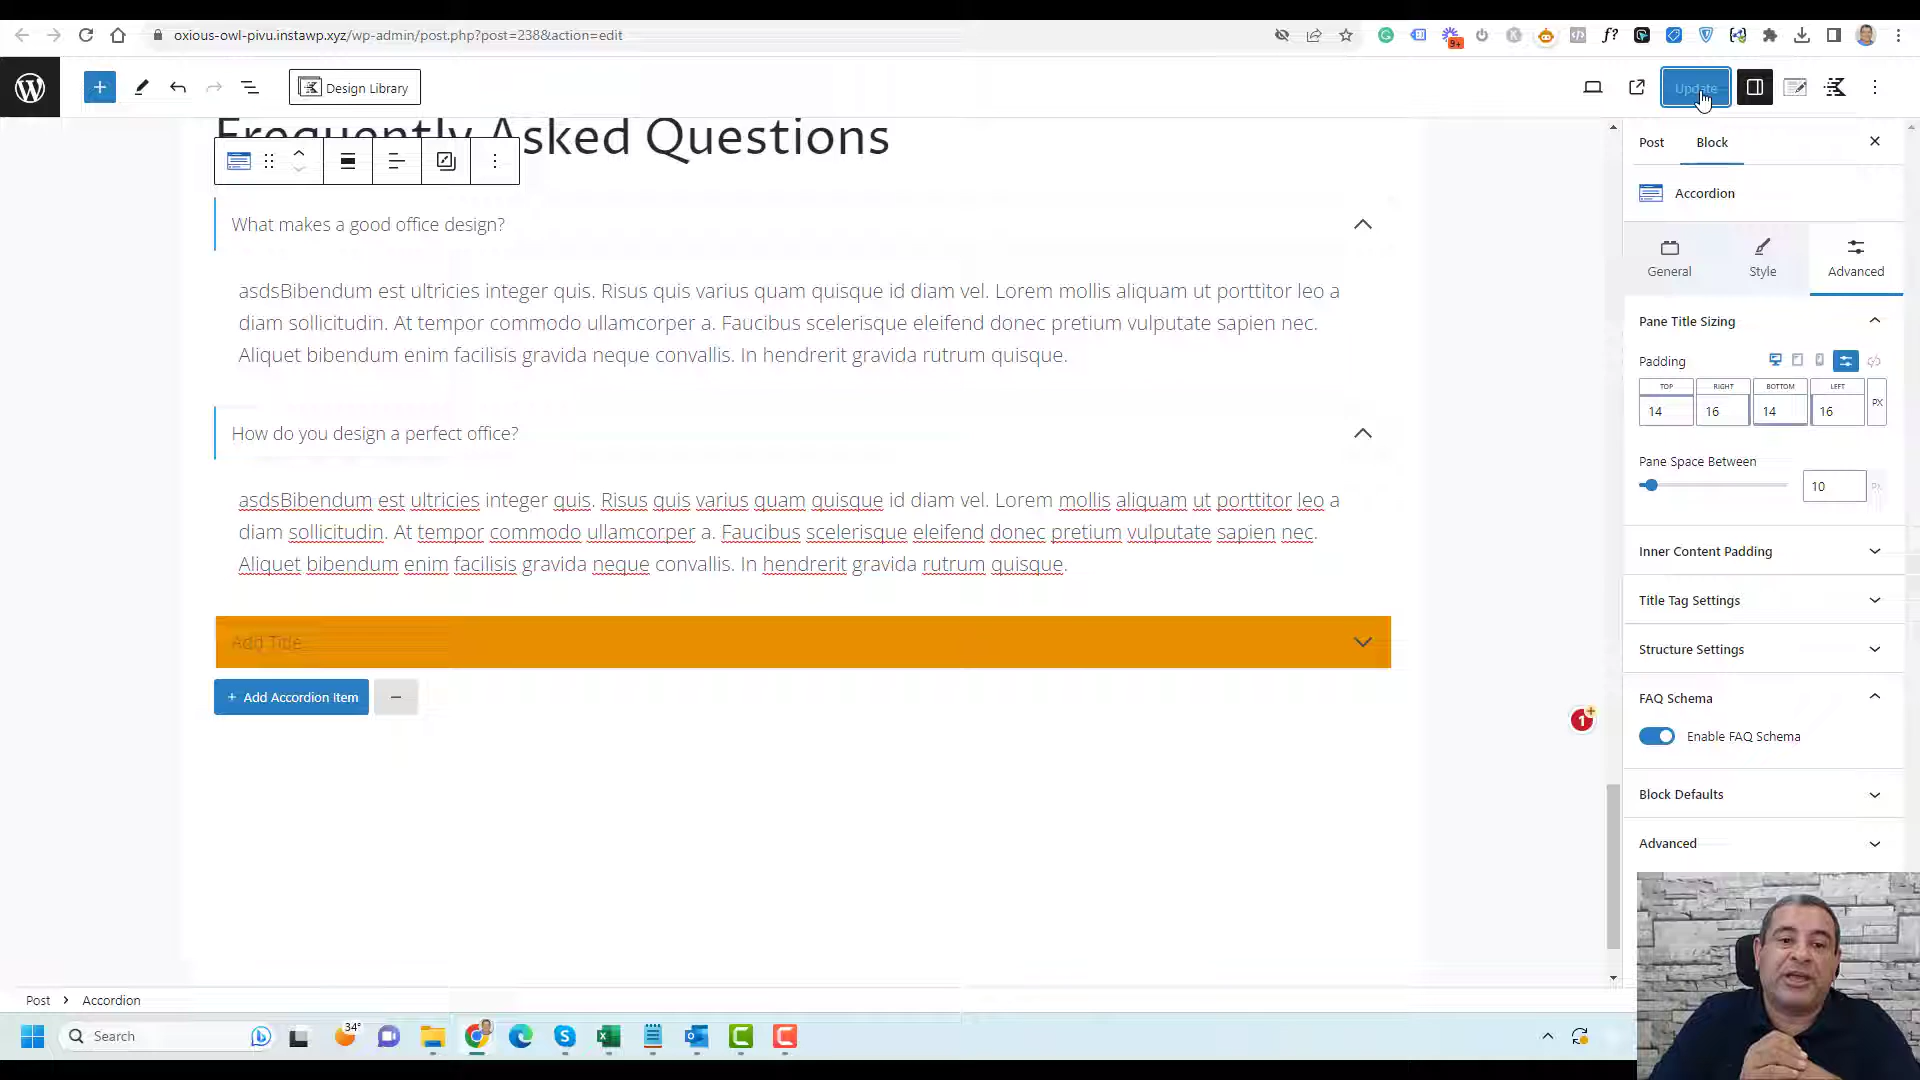 oxious-owl-pivu.instawp.xyz/wp-admin/post.php?post=238&action=edit
9+
f?
Design Library
Update
Frequently Asked Questions
What makes a good office design?
asdsBibendum est ultricies integer quis. Risus quis varius quam quisque id diam vel. Lorem mollis aliquam ut porttitor leo a
diam sollicitudin. At tempor commodo ullamcorper a. Faucibus scelerisque eleifend donec pretium vulputate sapien nec.
Aliquet bibendum enim facilisis gravida neque convallis. In hendrerit gravida rutrum quisque.
How do you design a perfect office?
asdsBibendum est ultricies integer quis. Risus quis varius quam quisque id diam vel. Lorem mollis aliquam ut porttitor leo a
diam sollicitudin. At tempor commodo ullamcorper a. Faucibus scelerisque eleifend donec pretium vulputate sapien nec.
Aliquet bibendum enim facilisis gravida neque convallis. In hendrerit gravida rutrum quisque.
Add Title
+ Add Accordion Item
1
Post Block
Accordion
General Style Advanced
Pane Title Sizing
Padding
TOP RIGHT BOTTOM LEFT
14 16 14 16 PX
Pane Space Between
10 PX
Inner Content Padding
Title Tag Settings
Structure Settings
FAQ Schema
Enable FAQ Schema
Block Defaults
Advanced
Post > Accordion
Search
34°